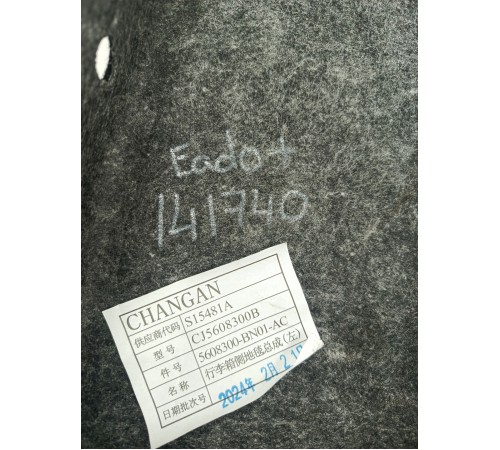 Eado+
141740
CHANGAN
供应商代码 S15481A
型号 CJ5608300B
件号 5608300-BN01-AC
名称 行李箱侧地毯总成(左)
日期批次号 2024年 2月 2